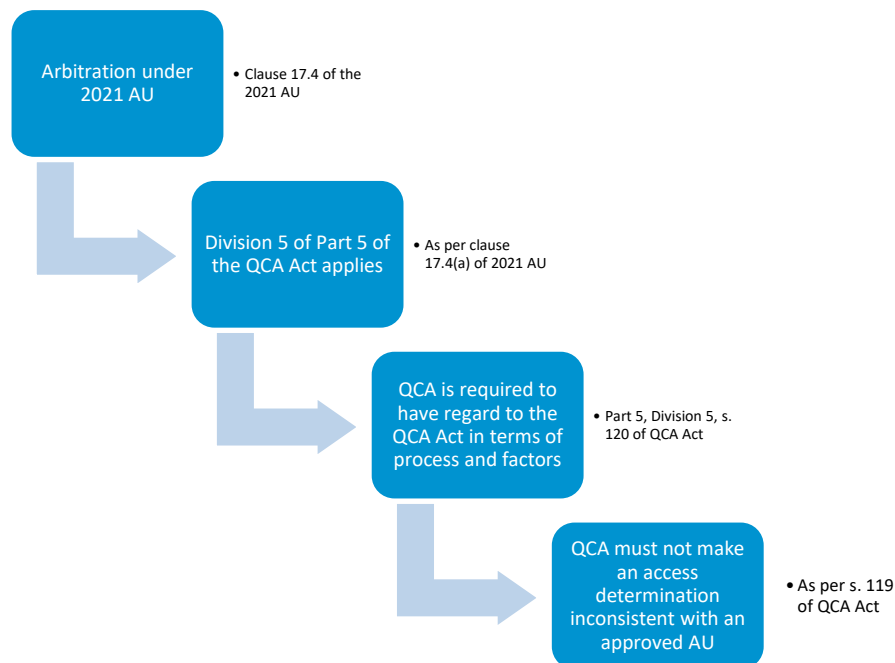 Arbitration under
2021 AU
• Clause 17.4 of the
2021 AU
Division 5 of Part 5 of
the QCA Act applies
• As per clause
17.4(a) of 2021 AU
QCA is required to
have regard to the
QCA Act in terms of
process and factors
• Part 5, Division 5, s.
120 of QCA Act
QCA must not make
an access
determination
inconsistent with an
approved AU
• As per s. 119
of QCA Act